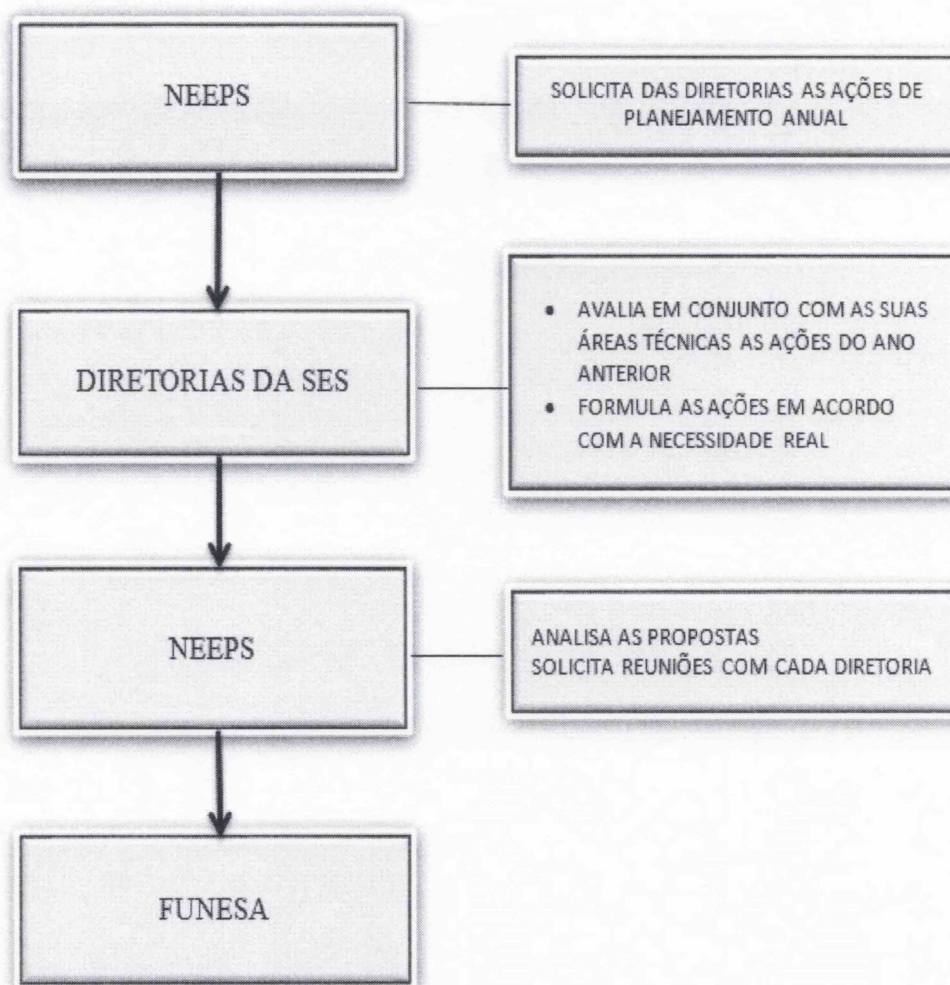 NEEPS
SOLICITA DAS DIRETORIAS AS AÇÕES DE
PLANEJAMENTO ANUAL
DIRETORIAS DA SES
• AVALIA EM CONJUNTO COM AS SUAS
ÁREAS TÉCNICAS AS AÇÕES DO ANO
ANTERIOR
• FORMULA AS AÇÕES EM ACORDO
COM A NECESSIDADE REAL
NEEPS
ANALISA AS PROPOSTAS
SOLICITA REUNIÕES COM CADA DIRETORIA
FUNESA